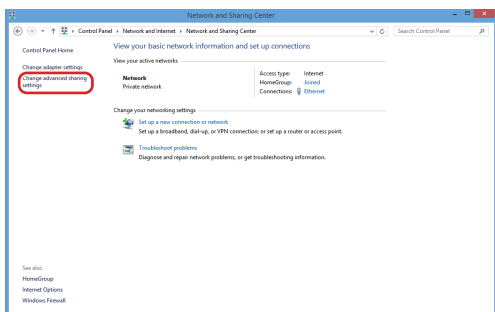 Network and Sharing Center
Control Panel
Network and Internet
Network and Sharing Center
Search Control Panel
Control Panel Home
Change adapter settings
Change advanced sharing
settings
View your basic network information and set up connections
View your active networks
Network
Private network
Access type: Internet
HomeGroup: Joined
Connections: Ethernet
Change your networking settings
Set up a new connection or network
Set up a broadband, dial-up, or VPN connection; or set up a router or access point.
Troubleshoot problems
Diagnose and repair network problems, or get troubleshooting information.
See also
HomeGroup
Internet Options
Windows Firewall